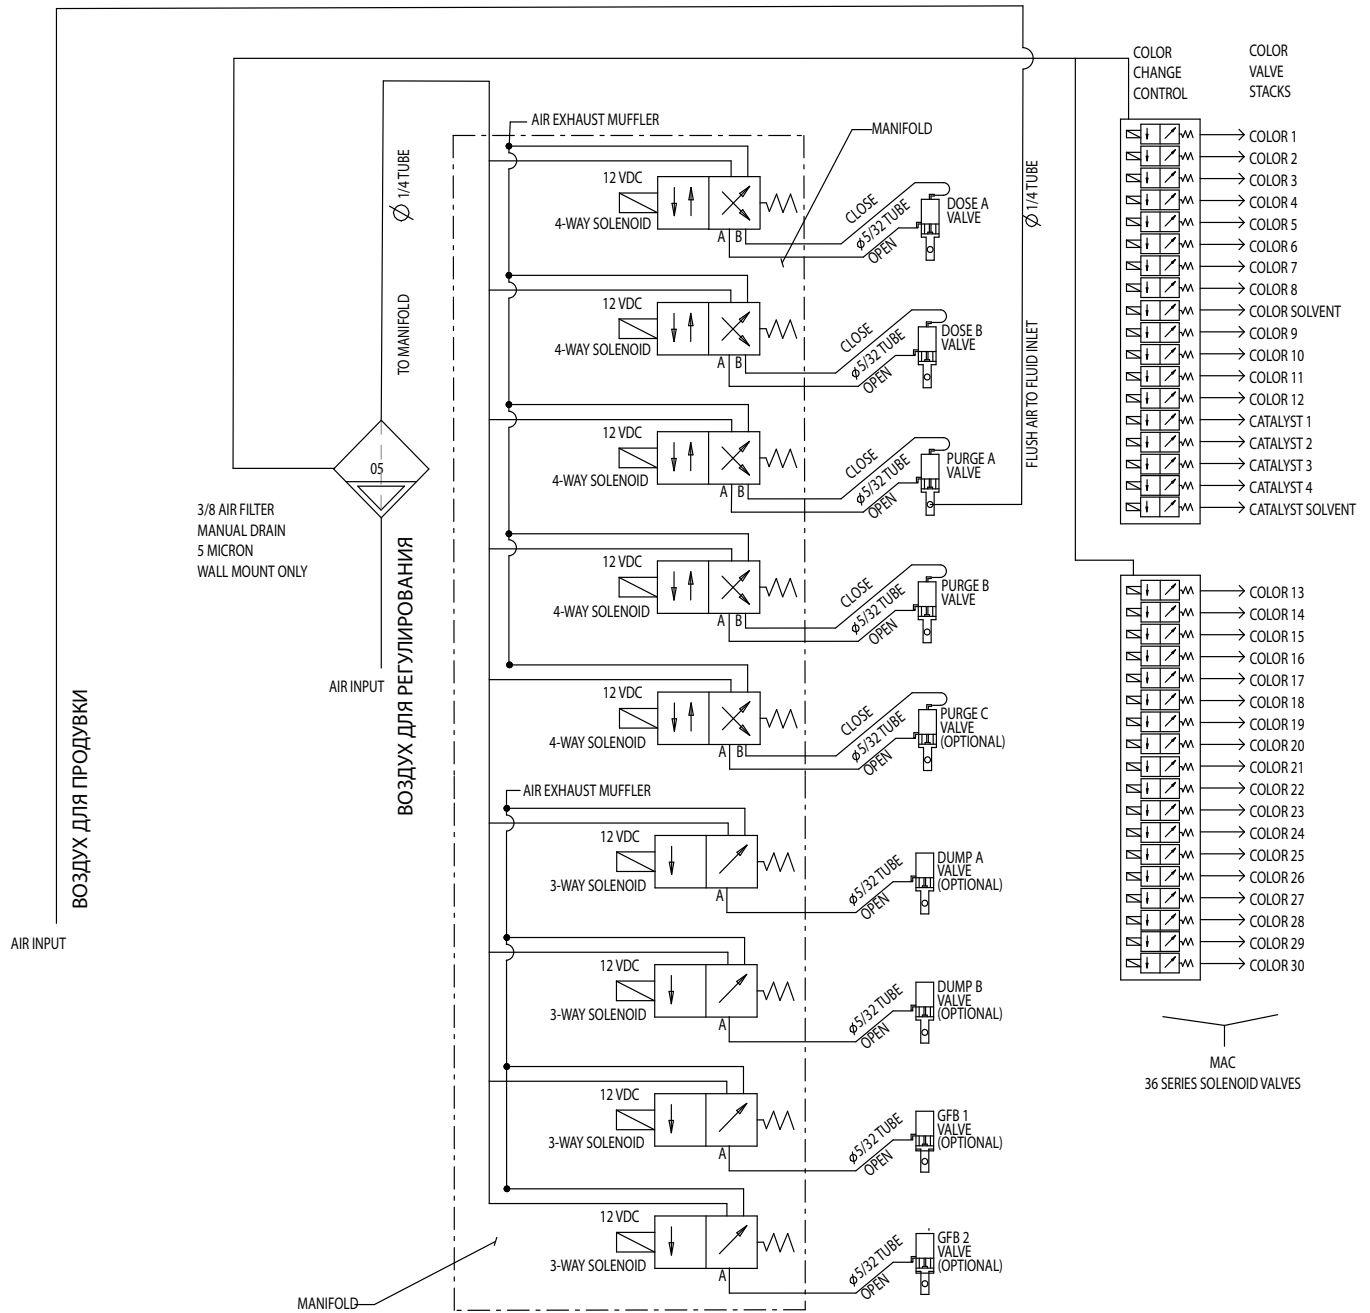 COLOR
CHANGE
CONTROL
COLOR
VALVE
STACKS
AIR EXHAUST MUFFLER
MANIFOLD
Ø 1/4 TUBE
TO MANIFOLD
05
3/8 AIR FILTER
MANUAL DRAIN
5 MICRON
WALL MOUNT ONLY
AIR INPUT
ВОЗДУХ ДЛЯ РЕГУЛИРОВАНИЯ
ВОЗДУХ ДЛЯ ПРОДУВКИ
AIR INPUT
12 VDC
4-WAY SOLENOID
A B
CLOSE
Ø5/32 TUBE
OPEN
DOSE A
VALVE
12 VDC
4-WAY SOLENOID
A B
CLOSE
Ø5/32 TUBE
OPEN
DOSE B
VALVE
12 VDC
4-WAY SOLENOID
A B
CLOSE
Ø5/32 TUBE
OPEN
PURGE A
VALVE
12 VDC
4-WAY SOLENOID
A B
CLOSE
Ø5/32 TUBE
OPEN
PURGE B
VALVE
12 VDC
4-WAY SOLENOID
A B
CLOSE
Ø5/32 TUBE
OPEN
PURGE C
VALVE
(OPTIONAL)
AIR EXHAUST MUFFLER
12 VDC
3-WAY SOLENOID
A
Ø5/32 TUBE
OPEN
DUMP A
VALVE
(OPTIONAL)
12 VDC
3-WAY SOLENOID
A
Ø5/32 TUBE
OPEN
DUMP B
VALVE
(OPTIONAL)
12 VDC
3-WAY SOLENOID
A
Ø5/32 TUBE
OPEN
GFB 1
VALVE
(OPTIONAL)
12 VDC
3-WAY SOLENOID
A
Ø5/32 TUBE
OPEN
GFB 2
VALVE
(OPTIONAL)
MANIFOLD
Ø 1/4 TUBE
FLUSH AIR TO FLUID INLET
COLOR 1
COLOR 2
COLOR 3
COLOR 4
COLOR 5
COLOR 6
COLOR 7
COLOR 8
COLOR SOLVENT
COLOR 9
COLOR 10
COLOR 11
COLOR 12
CATALYST 1
CATALYST 2
CATALYST 3
CATALYST 4
CATALYST SOLVENT
COLOR 13
COLOR 14
COLOR 15
COLOR 16
COLOR 17
COLOR 18
COLOR 19
COLOR 20
COLOR 21
COLOR 22
COLOR 23
COLOR 24
COLOR 25
COLOR 26
COLOR 27
COLOR 28
COLOR 29
COLOR 30
MAC
36 SERIES SOLENOID VALVES